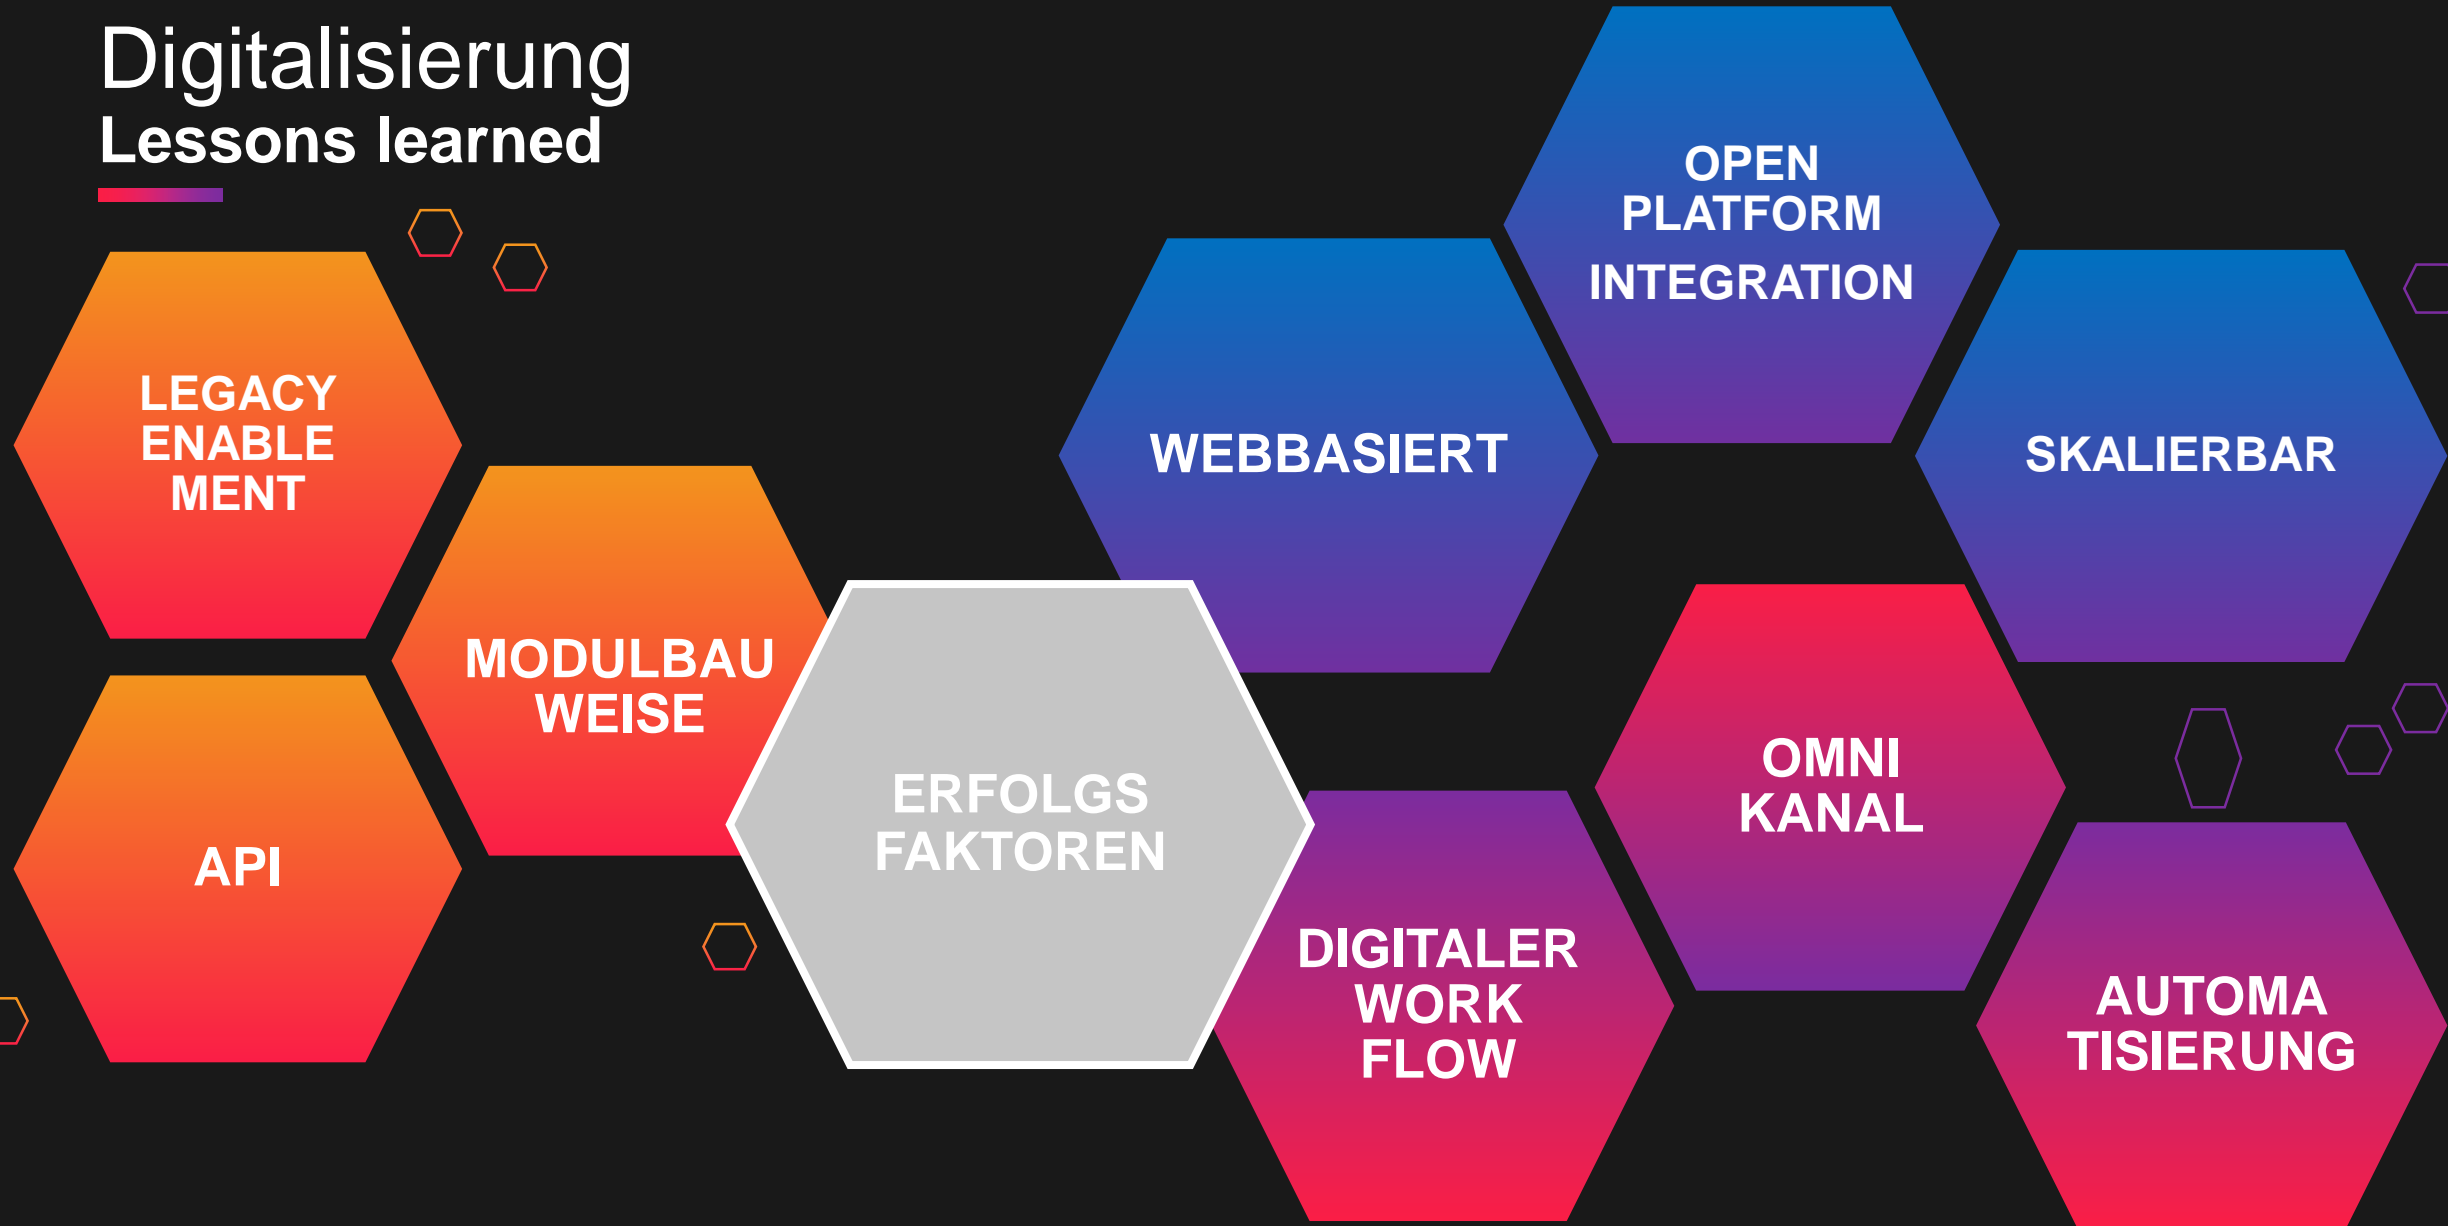 Digitalisierung
Lessons learned
LEGACY
ENABLE
MENT
MODULBAU
WEISE
API
ERFOLGS
FAKTOREN
WEBBASIERT
OPEN
PLATFORM
INTEGRATION
SKALIERBAR
DIGITALER
WORK
FLOW
OMNI
KANAL
AUTOMA
TISIERUNG